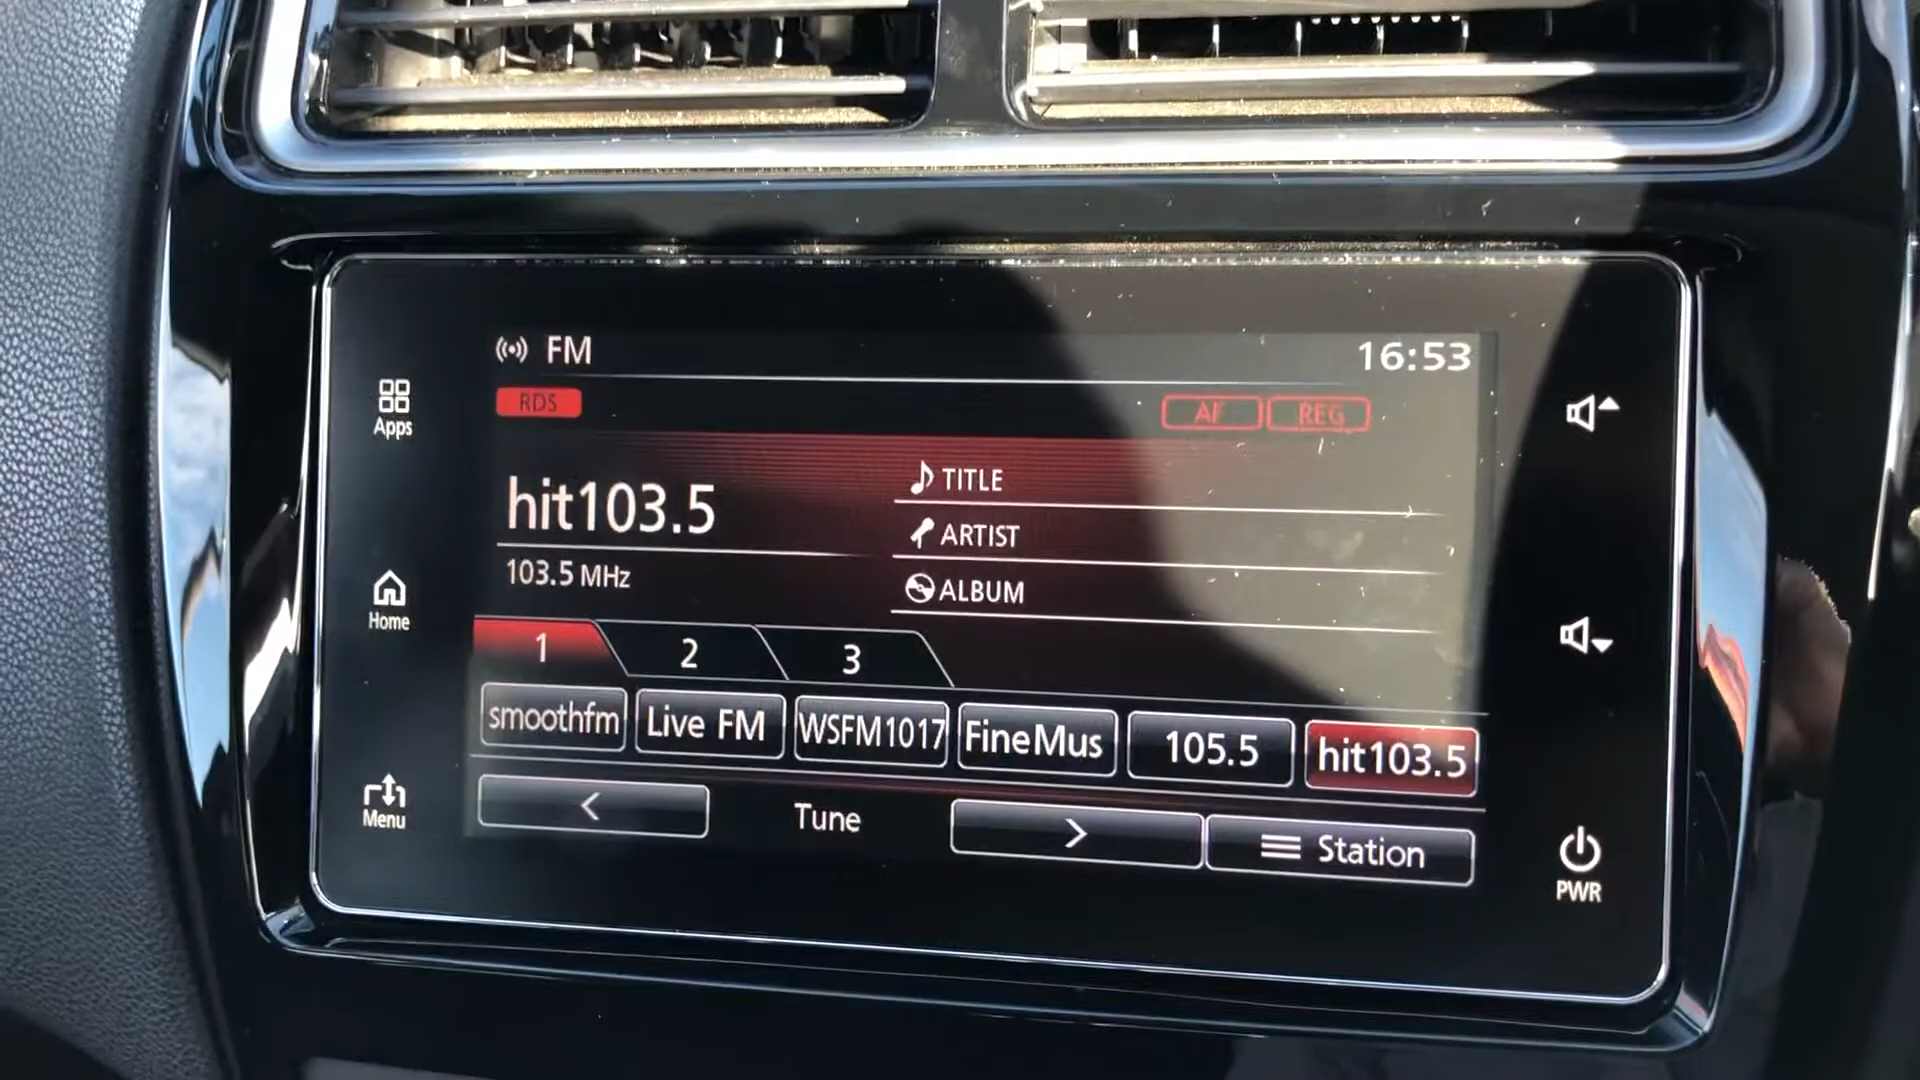 FM
16:53
RDS
AF
REG
Apps
hit103.5
103.5 MHz
TITLE
ARTIST
ALBUM
Home
1
2
3
smoothfm
Live FM
WSFM1017
FineMus
105.5
hit103.5
Menu
<
Tune
>
Station
PWR